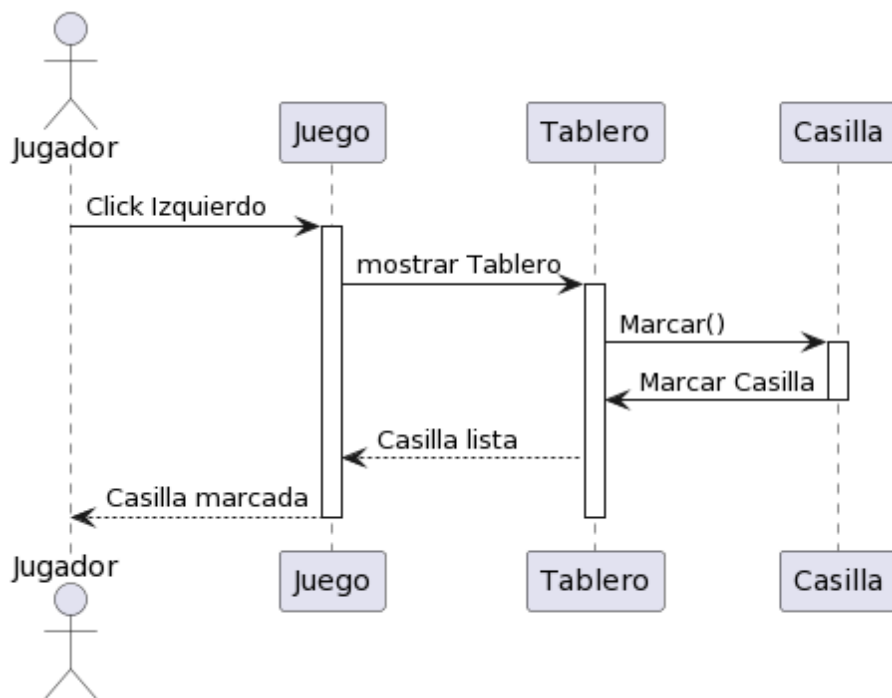 Jugador
Juego
Tablero
Casilla
Click Izquierdo
mostrar Tablero
Marcar()
Marcar Casilla
Casilla lista
Casilla marcada
Jugador
Juego
Tablero
Casilla